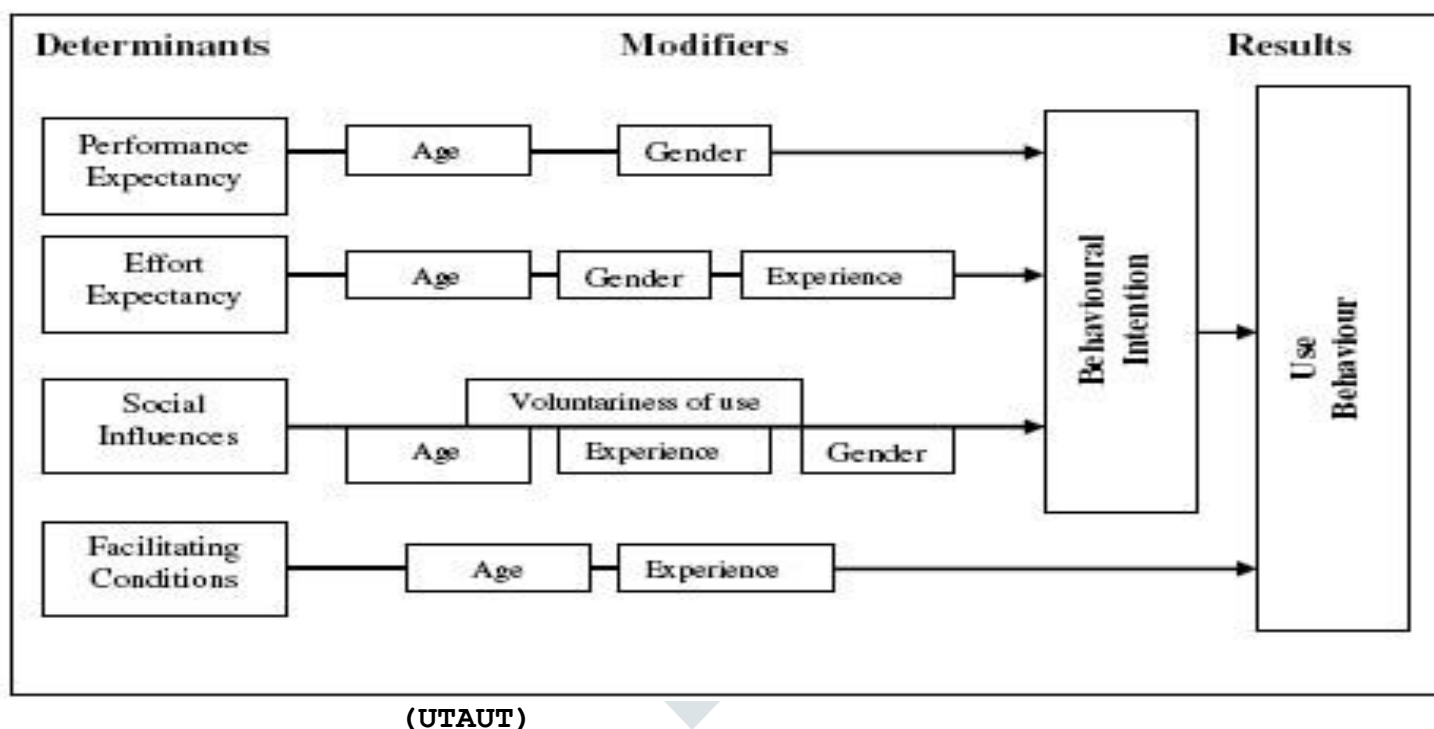 Determinants Modifiers Results
Performance
Expectancy
Age
Gender
Effort
Expectancy
Age
Gender
Experience
Social
Influences
Voluntariness of use
Age
Experience
Gender
Facilitating
Conditions
Age
Experience
Behavioural
Intention
Use
Behaviour
(UTAUT)